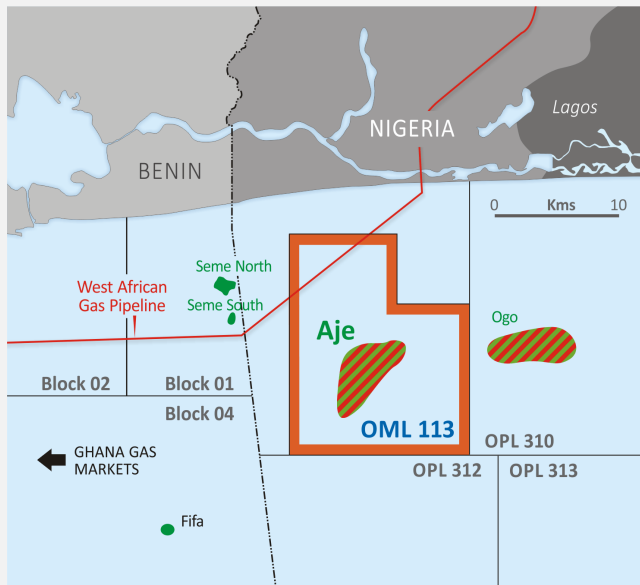 Lagos
NIGERIA
BENIN
0 Kms 10
Seme North
West African
Gas Pipeline
Seme South
Aje
Ogo
Block 02
Block 01
Block 04
OML 113
OPL 310
GHANA GAS
MARKETS
OPL 312
OPL 313
Fifa